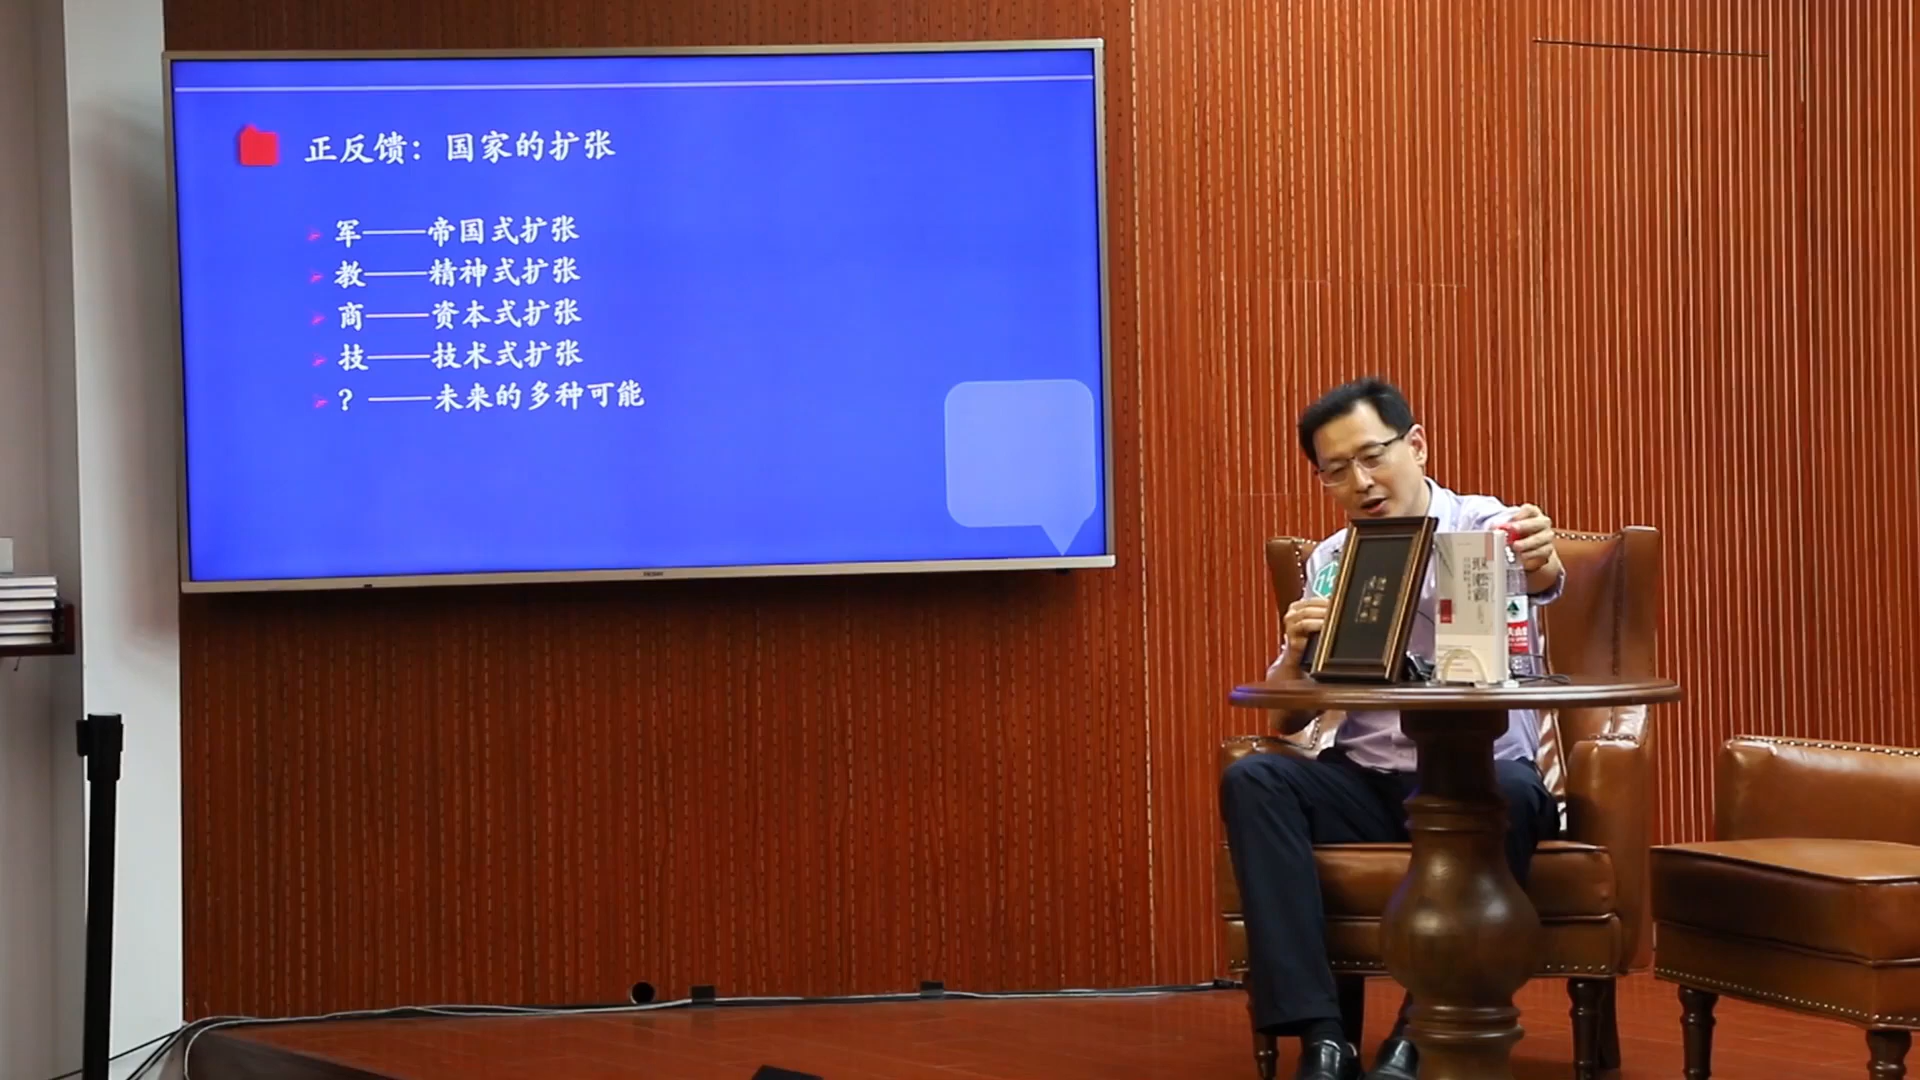 正反馈：国家的扩张
军——帝国式扩张
教——精神式扩张
商——资本式扩张
技——技术式扩张
？——未来的多种可能
Haier